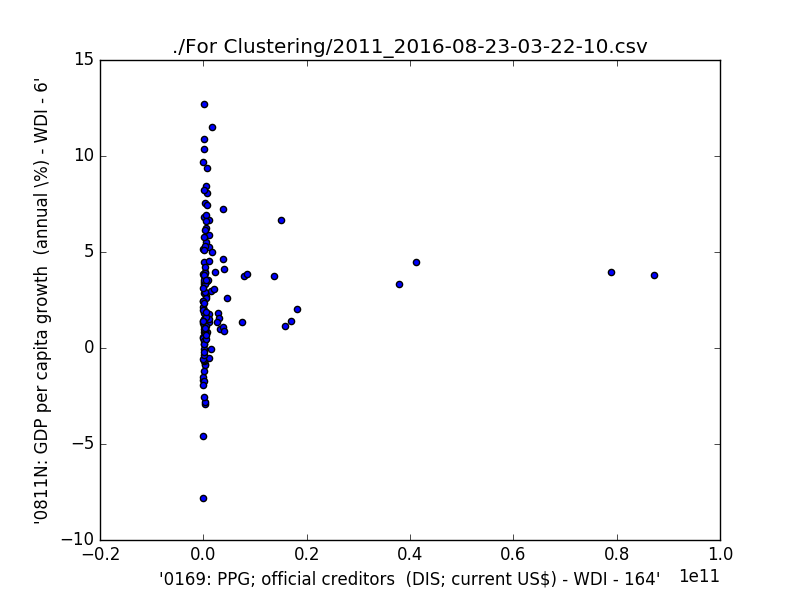 ./For Clustering/2011_2016-08-23-03-22-10.csv
15
10
5
0
−5
−10
'0811N: GDP per capita growth  (annual \%) - WDI - 6'
−0.2 0.0 0.2 0.4 0.6 0.8 1.0
1e11
'0169: PPG; official creditors  (DIS; current US$) - WDI - 164'